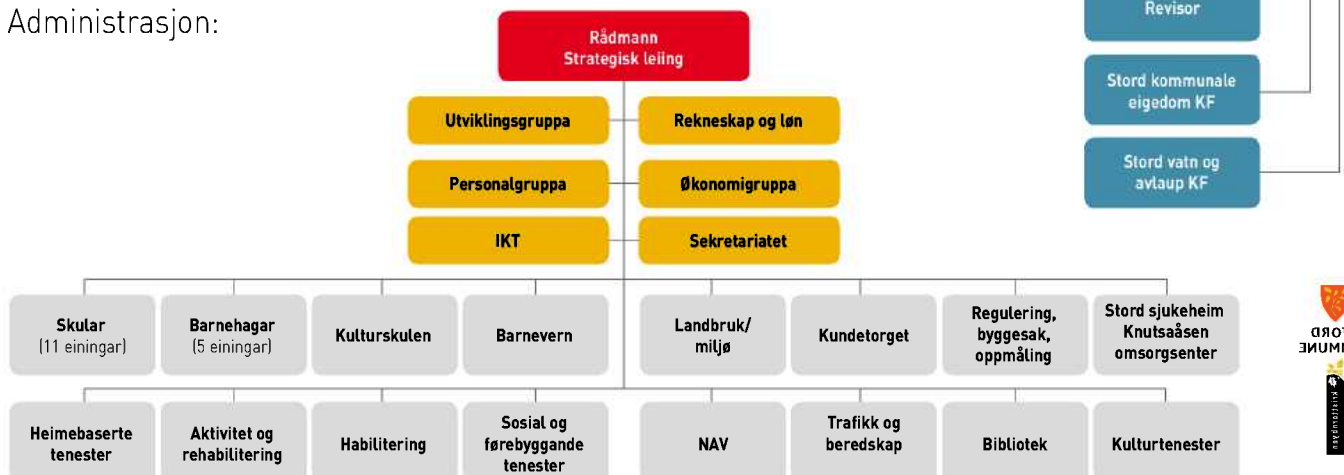 Administrasjon:
Rådmann
Strategisk leiing
Utviklingsgruppa
Rekneskap og løn
Personalgruppa
Økonomigruppa
IKT
Sekretariatet
Revisor
Stord kommunale
eigedom KF
Stord vatn og
avlaup KF
Skular
(11 einingar)
Barnehagar
(5 einingar)
Kulturskulen
Barnevern
Landbruk/
miljø
Kundetorget
Regulering,
byggesak,
oppmåling
Stord sjukeheim
Knutsaåsen
omsorgsenter
Heimebaserte
tenester
Aktivitet og
rehabilitering
Habilitering
Sosial og
førebyggande
tenester
NAV
Trafikk og
beredskap
Bibliotek
Kulturtenester